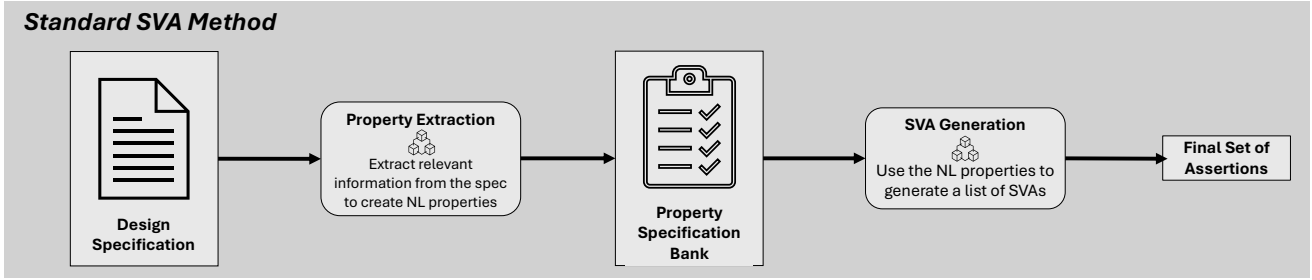 Standard SVA Method
Design
Specification
Property Extraction
Extract relevant
information from the spec
to create NL properties
Property
Specification
Bank
SVA Generation
Use the NL properties to
generate a list of SVAs
Final Set of
Assertions